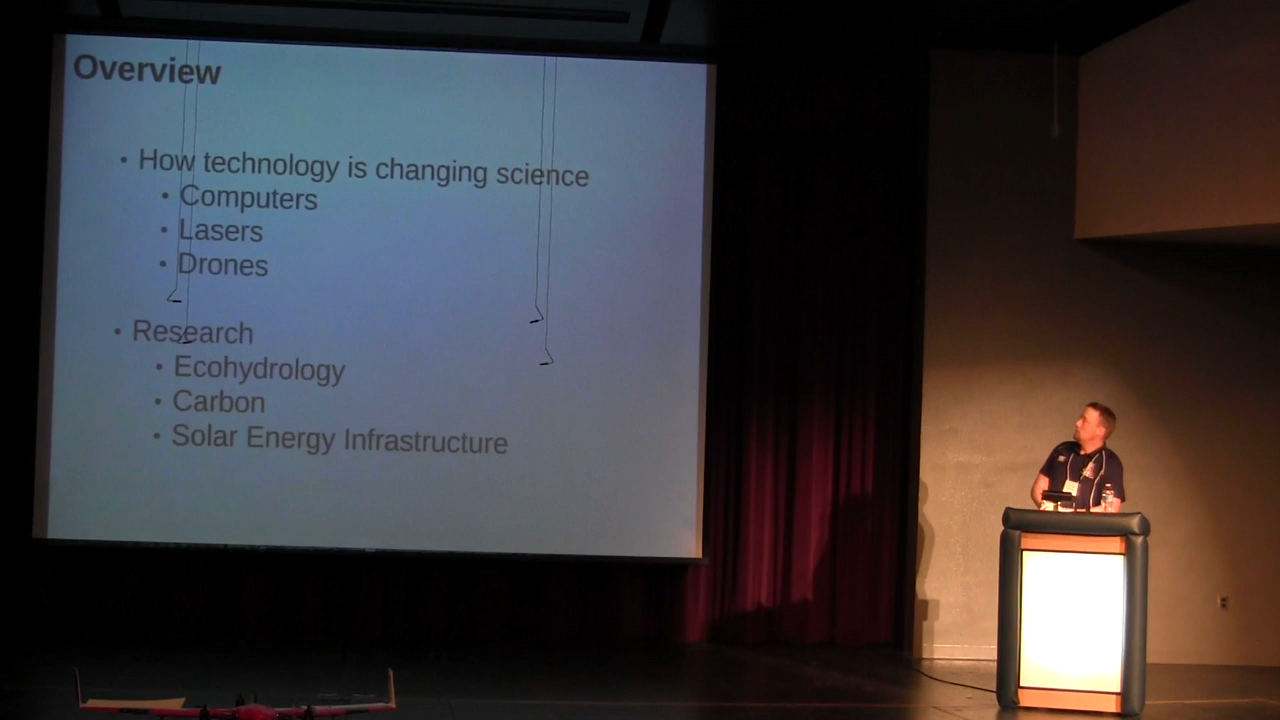 Overview
• How technology is changing science
• Computers
• Lasers
• Drones
• Research
• Ecohydrology
• Carbon
• Solar Energy Infrastructure